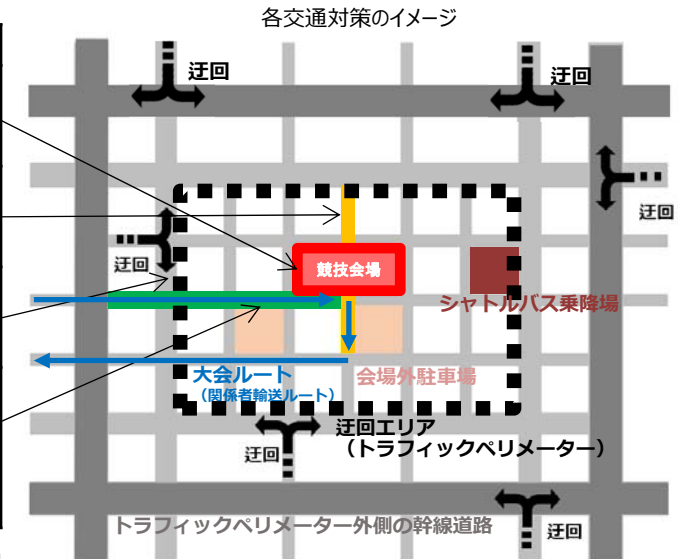 各交通対策のイメージ
迂回
迂回
迂回
迂回
競技会場
シャトルバス乗降場
大会ルート
（関係者輸送ルート）
会場外駐車場
迂回エリア
（トラフィックペリメーター）
迂回
トラフィックペリメーター外側の幹線道路
迂回